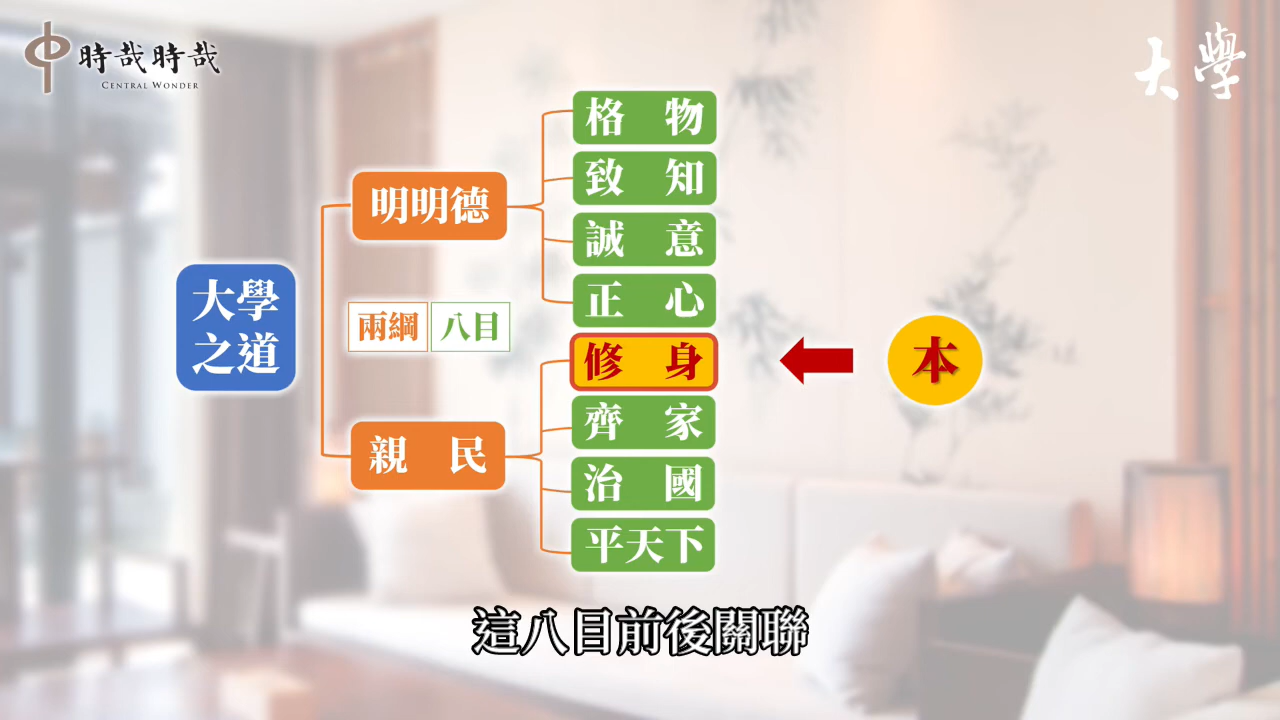 時哉時哉
CENTRAL WONDER
大學
大學
之道
明明德
兩綱
八目
親 民
格 物
致 知
誠 意
正 心
修 身
齊 家
治 國
平天下
本
這八目前後關聯